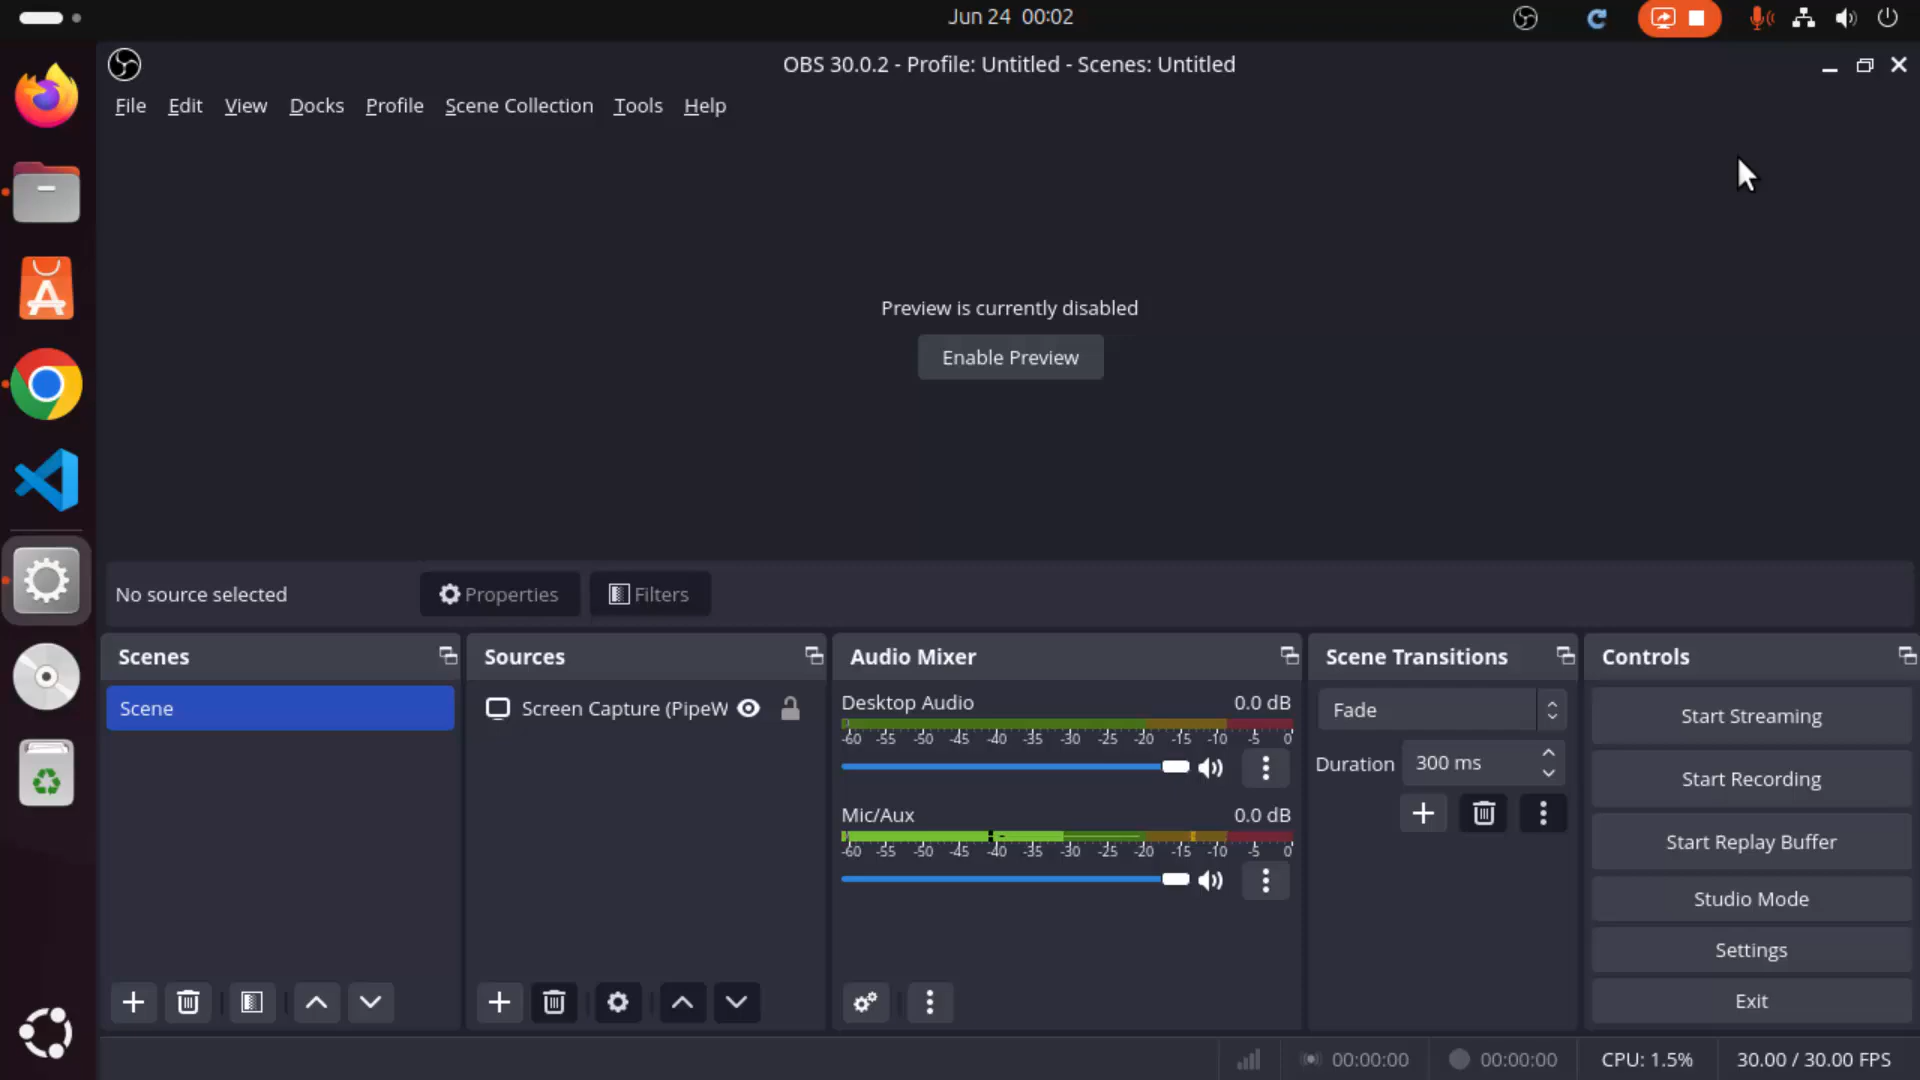 Jun 24 00:02
OBS 30.0.2 - Profile: Untitled - Scenes: Untitled
File Edit View Docks Profile Scene Collection Tools Help
Preview is currently disabled
Enable Preview
No source selected Properties Filters
Scenes
Scene
Sources
Screen Capture (PipeW
Audio Mixer
Desktop Audio 0.0 dB
-60 -55 -50 -45 -40 -35 -30 -25 -20 -15 -10 -5 0
Mic/Aux 0.0 dB
-60 -55 -50 -45 -40 -35 -30 -25 -20 -15 -10 -5 0
Scene Transitions
Fade
Duration 300 ms
Controls
Start Streaming
Start Recording
Start Replay Buffer
Studio Mode
Settings
Exit
00:00:00 00:00:00 CPU: 1.5% 30.00 / 30.00 FPS